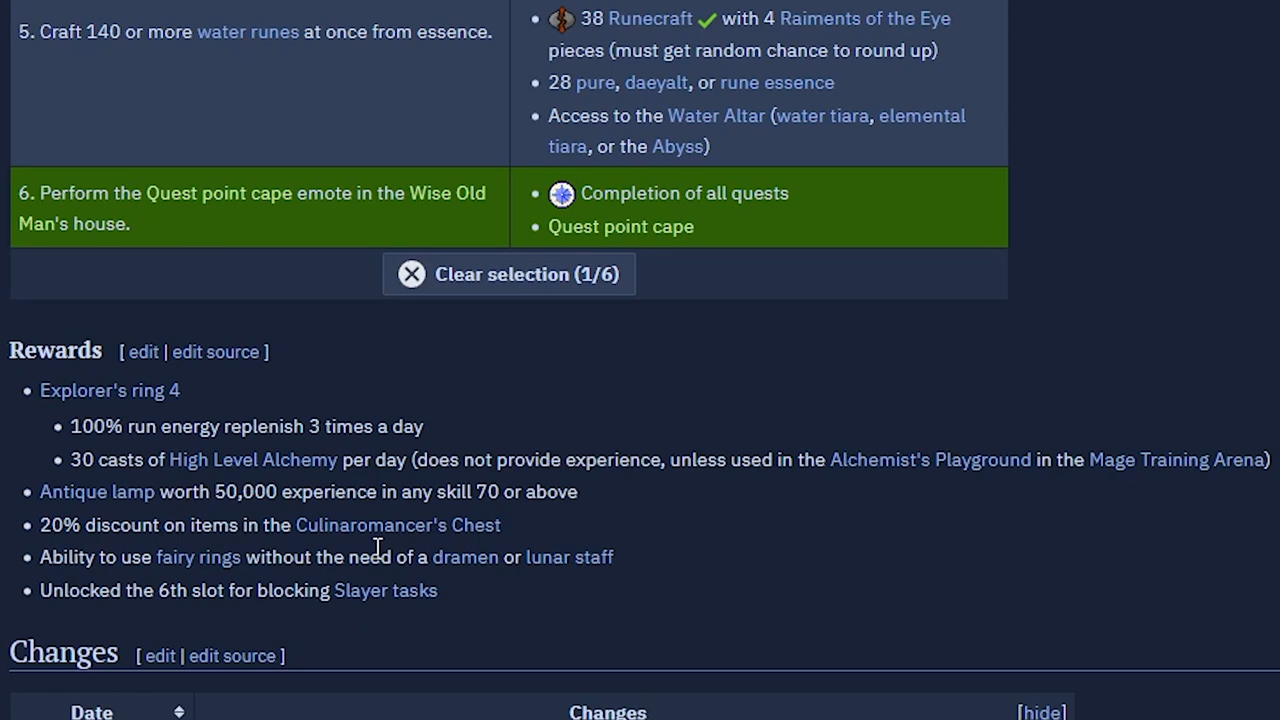 5. Craft 140 or more water runes at once from essence.
38 Runecraft ✓ with 4 Raiments of the Eye
pieces (must get random chance to round up)
28 pure, daeyalt, or rune essence
Access to the Water Altar (water tiara, elemental
tiara, or the Abyss)
6. Perform the Quest point cape emote in the Wise Old
Man's house.
Completion of all quests
Quest point cape
Clear selection (1/6)
Rewards [ edit | edit source ]
Explorer's ring 4
100% run energy replenish 3 times a day
30 casts of High Level Alchemy per day (does not provide experience, unless used in the Alchemist's Playground in the Mage Training Arena)
Antique lamp worth 50,000 experience in any skill 70 or above
20% discount on items in the Culinaromancer's Chest
Ability to use fairy rings without the need of a dramen or lunar staff
Unlocked the 6th slot for blocking Slayer tasks
Changes [ edit | edit source ]
Date Changes [hide]